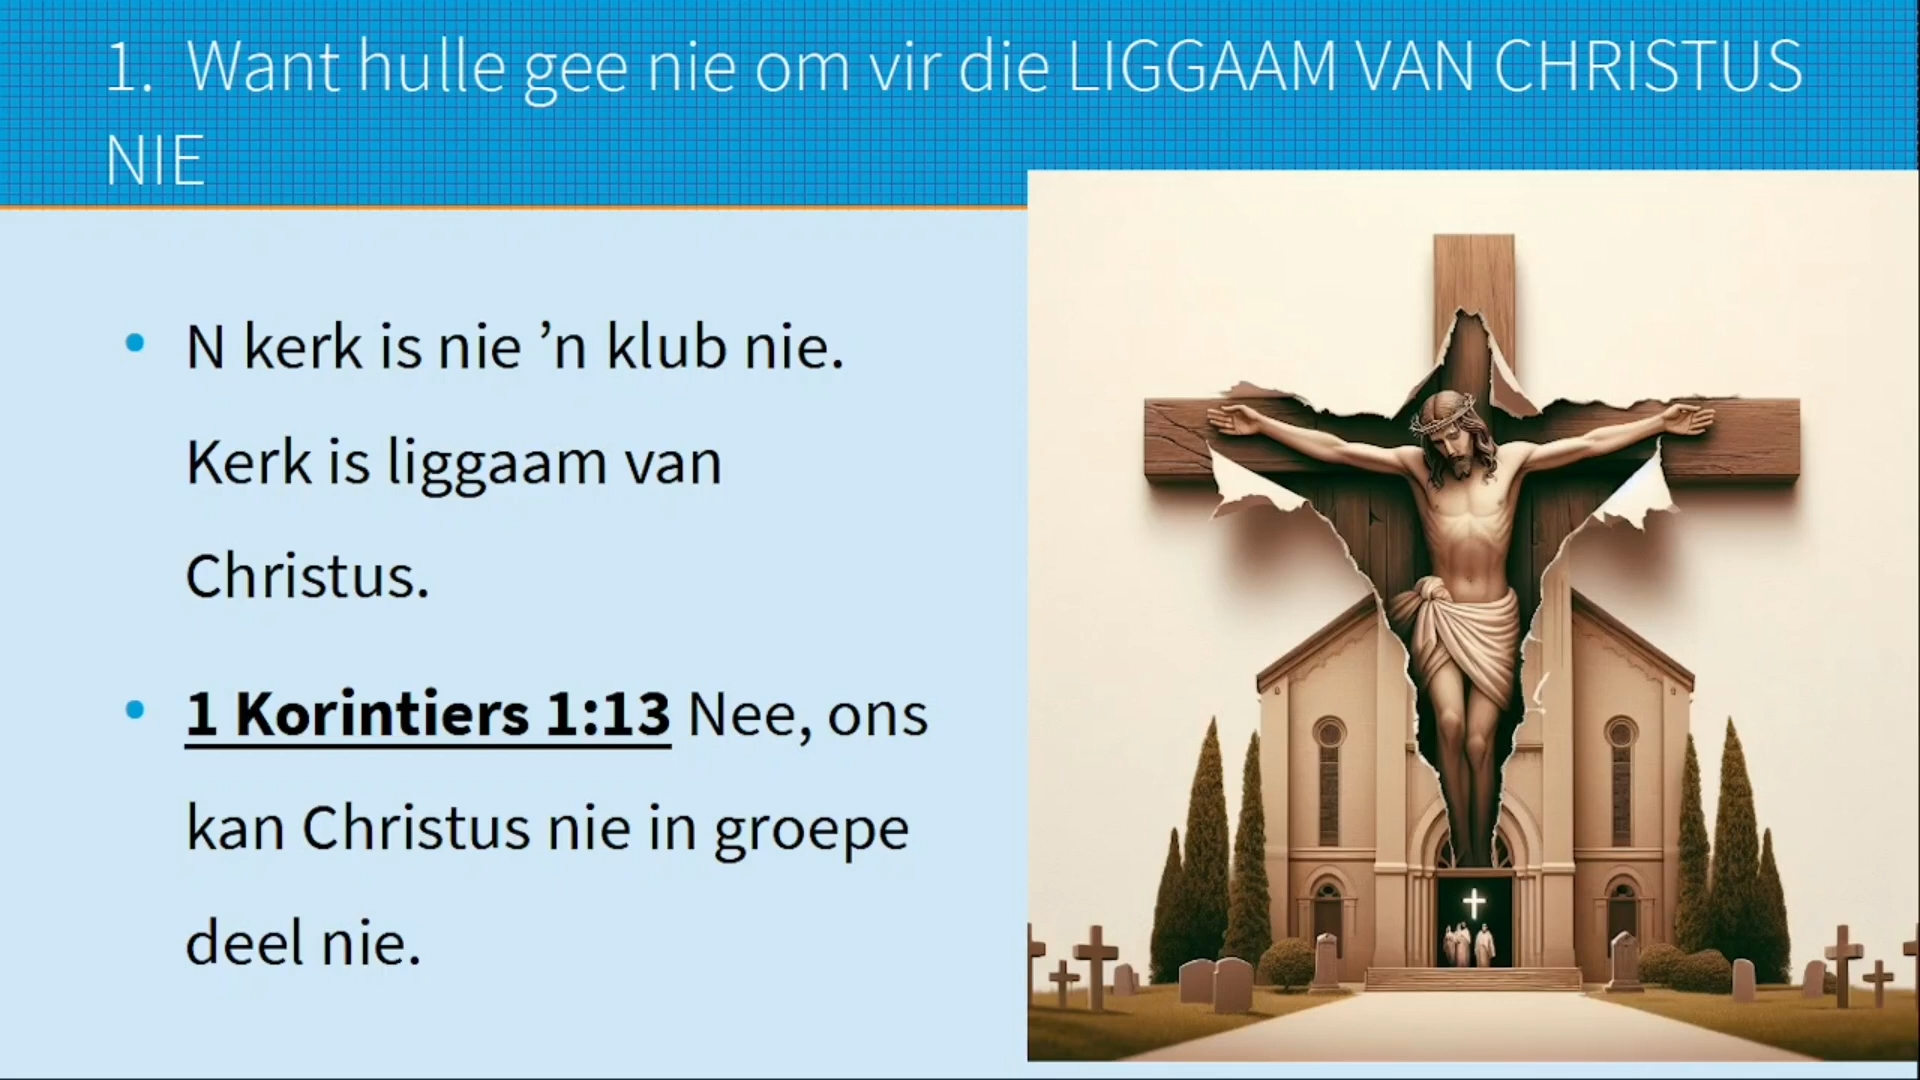 1. Want hulle gee nie om vir die LIGGAAM VAN CHRISTUS
NIE
N kerk is nie ’n klub nie.
Kerk is liggaam van
Christus.
1 Korintiers 1:13 Nee, ons
kan Christus nie in groepe
deel nie.